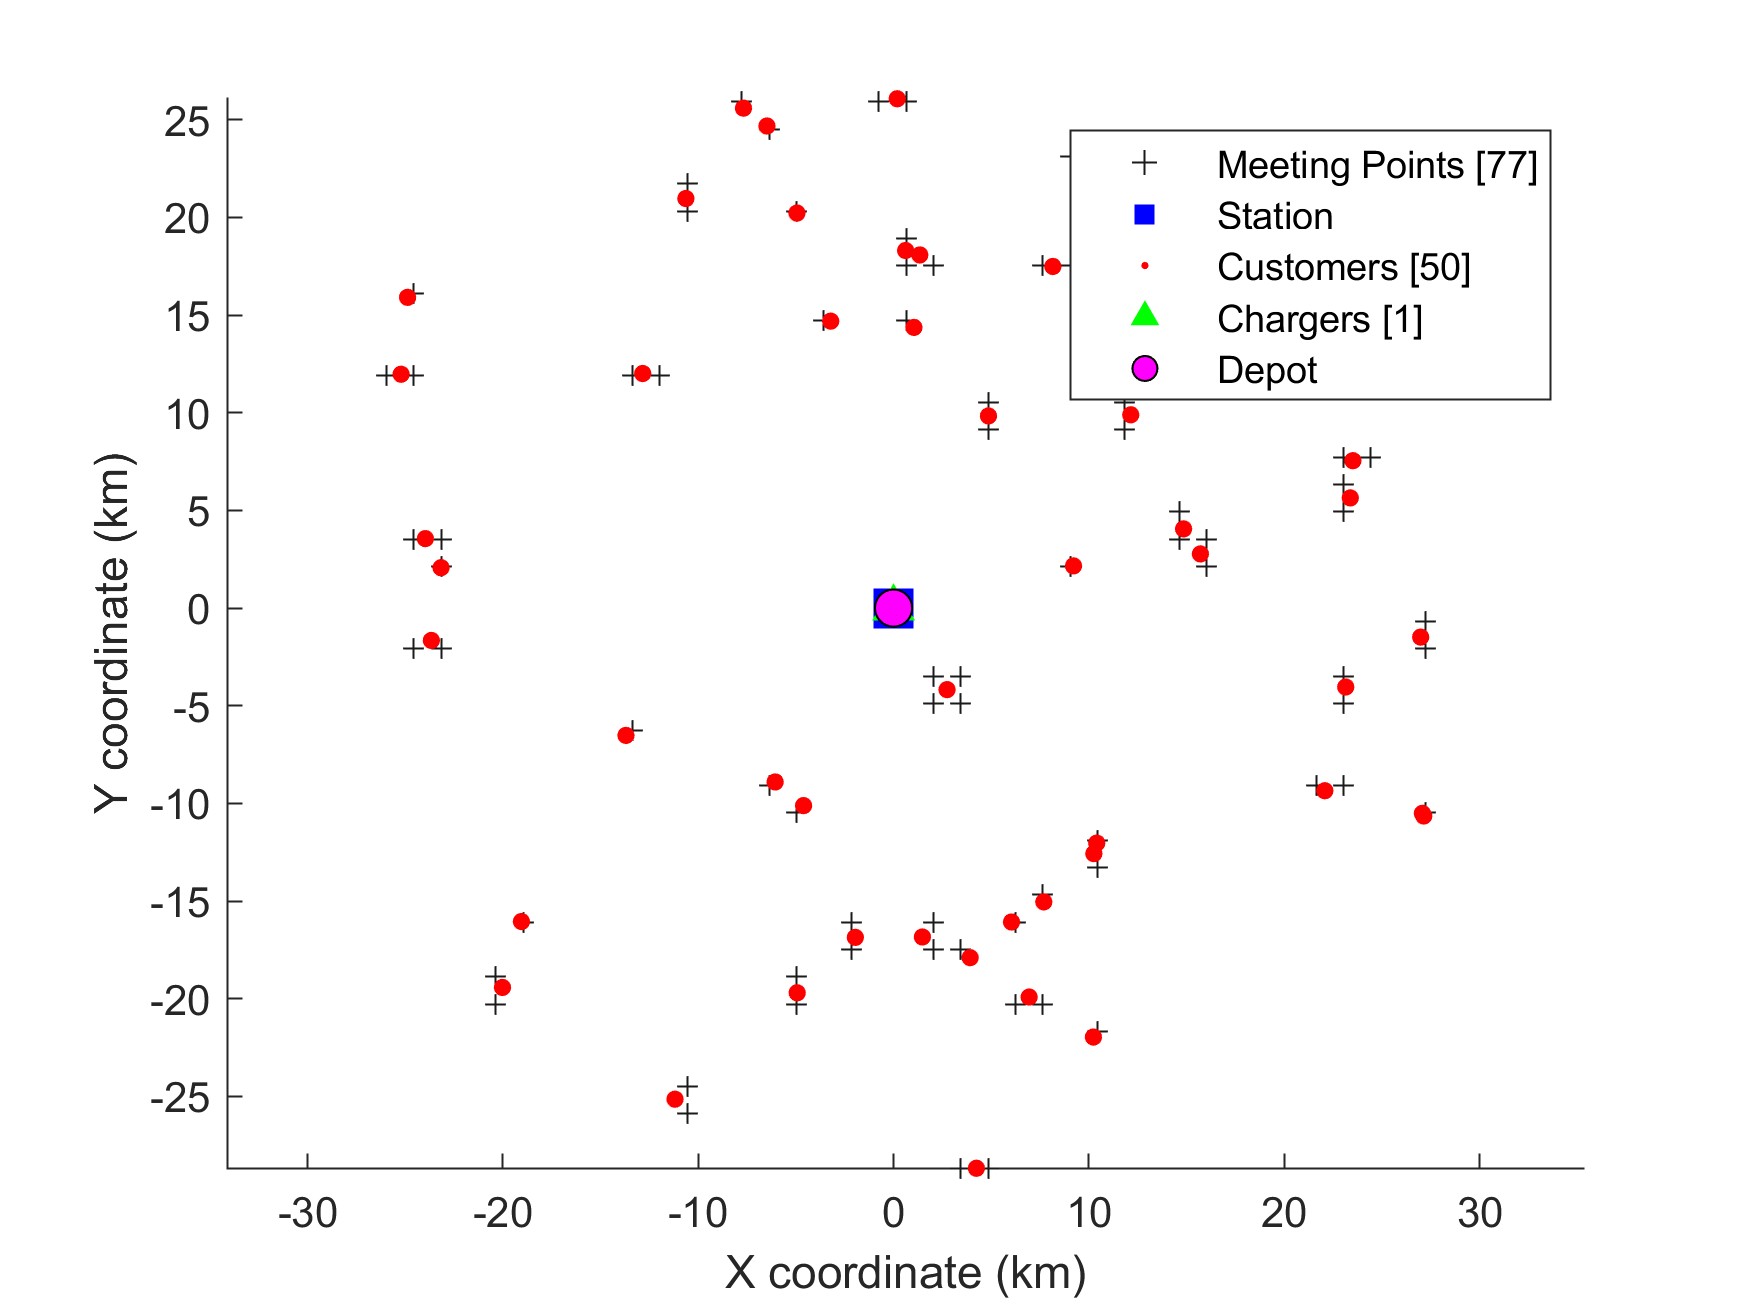 25
20
15
10
5
0
-5
-10
-15
-20
-25
Y coordinate (km)
Meeting Points [77]
Station
Customers [50]
Chargers [1]
Depot
-30 -20 -10 0 10 20 30
X coordinate (km)